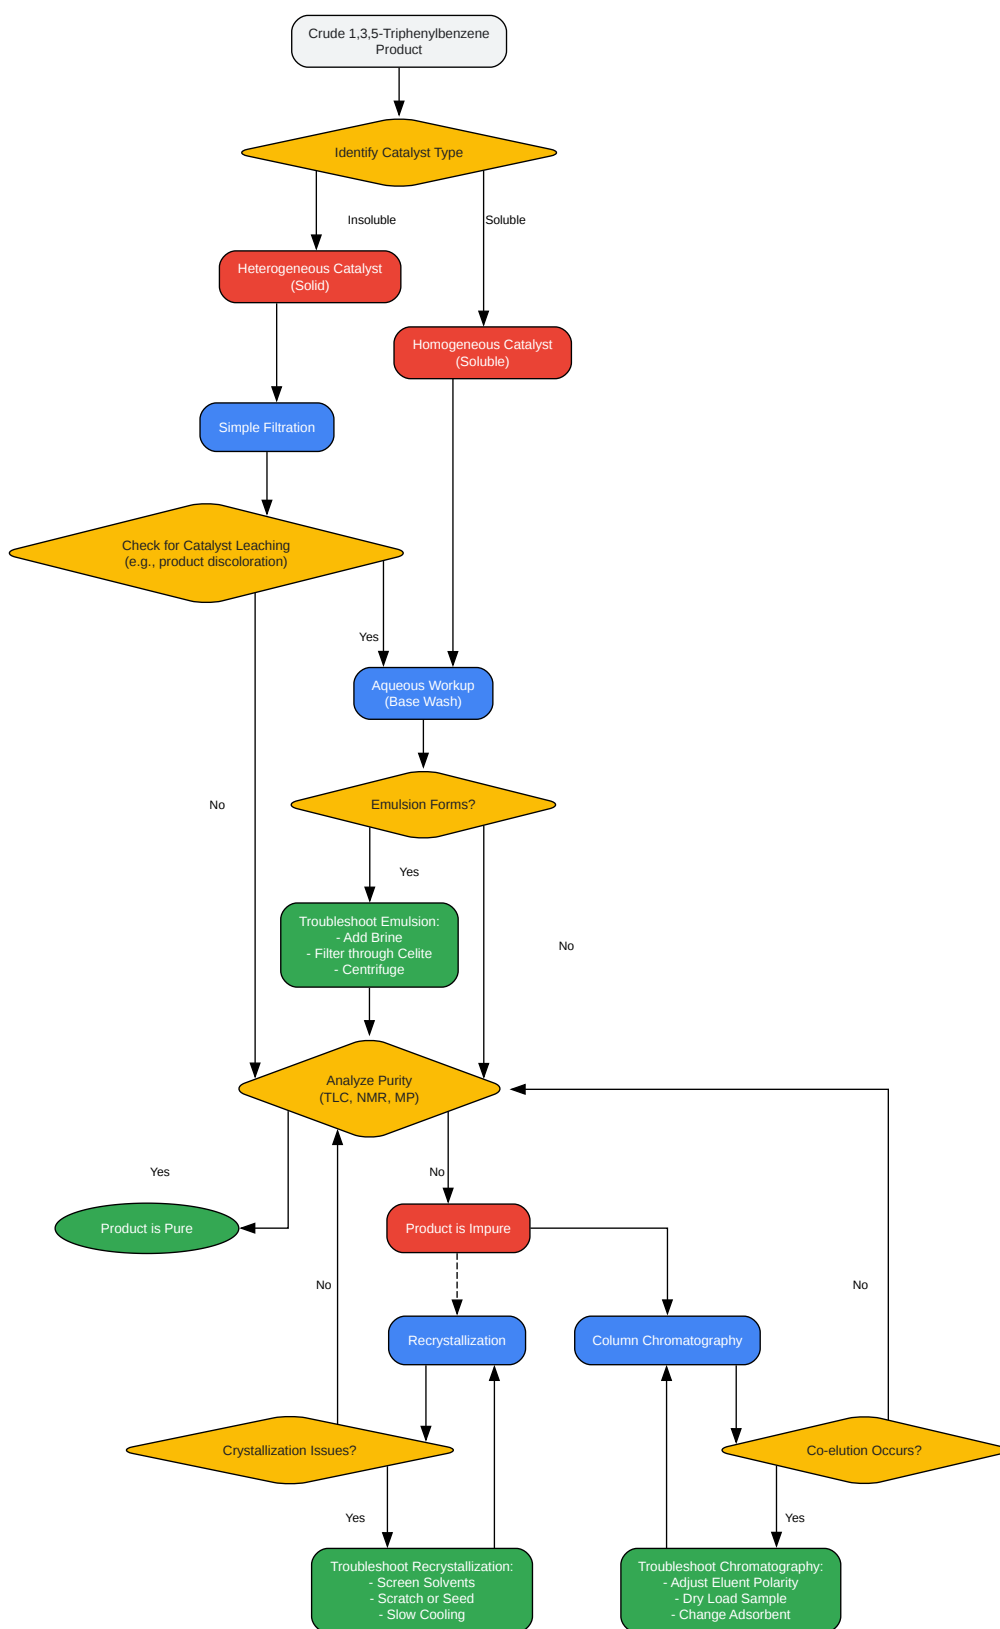 Crude 1,3,5-Triphenylbenzene
Product
Identify Catalyst Type
Insoluble
Soluble
Heterogeneous Catalyst
(Solid)
Homogeneous Catalyst
(Soluble)
Simple Filtration
Check for Catalyst Leaching
(e.g., product discoloration)
Yes
Aqueous Workup
(Base Wash)
No
Emulsion Forms?
Yes
Troubleshoot Emulsion:
- Add Brine
- Filter through Celite
- Centrifuge
No
Analyze Purity
(TLC, NMR, MP)
Yes
No
Product is Pure
Product is Impure
No
No
Recrystallization
Column Chromatography
Crystallization Issues?
Co-elution Occurs?
Yes
Yes
Troubleshoot Recrystallization:
- Screen Solvents
- Scratch or Seed
- Slow Cooling
Troubleshoot Chromatography:
- Adjust Eluent Polarity
- Dry Load Sample
- Change Adsorbent